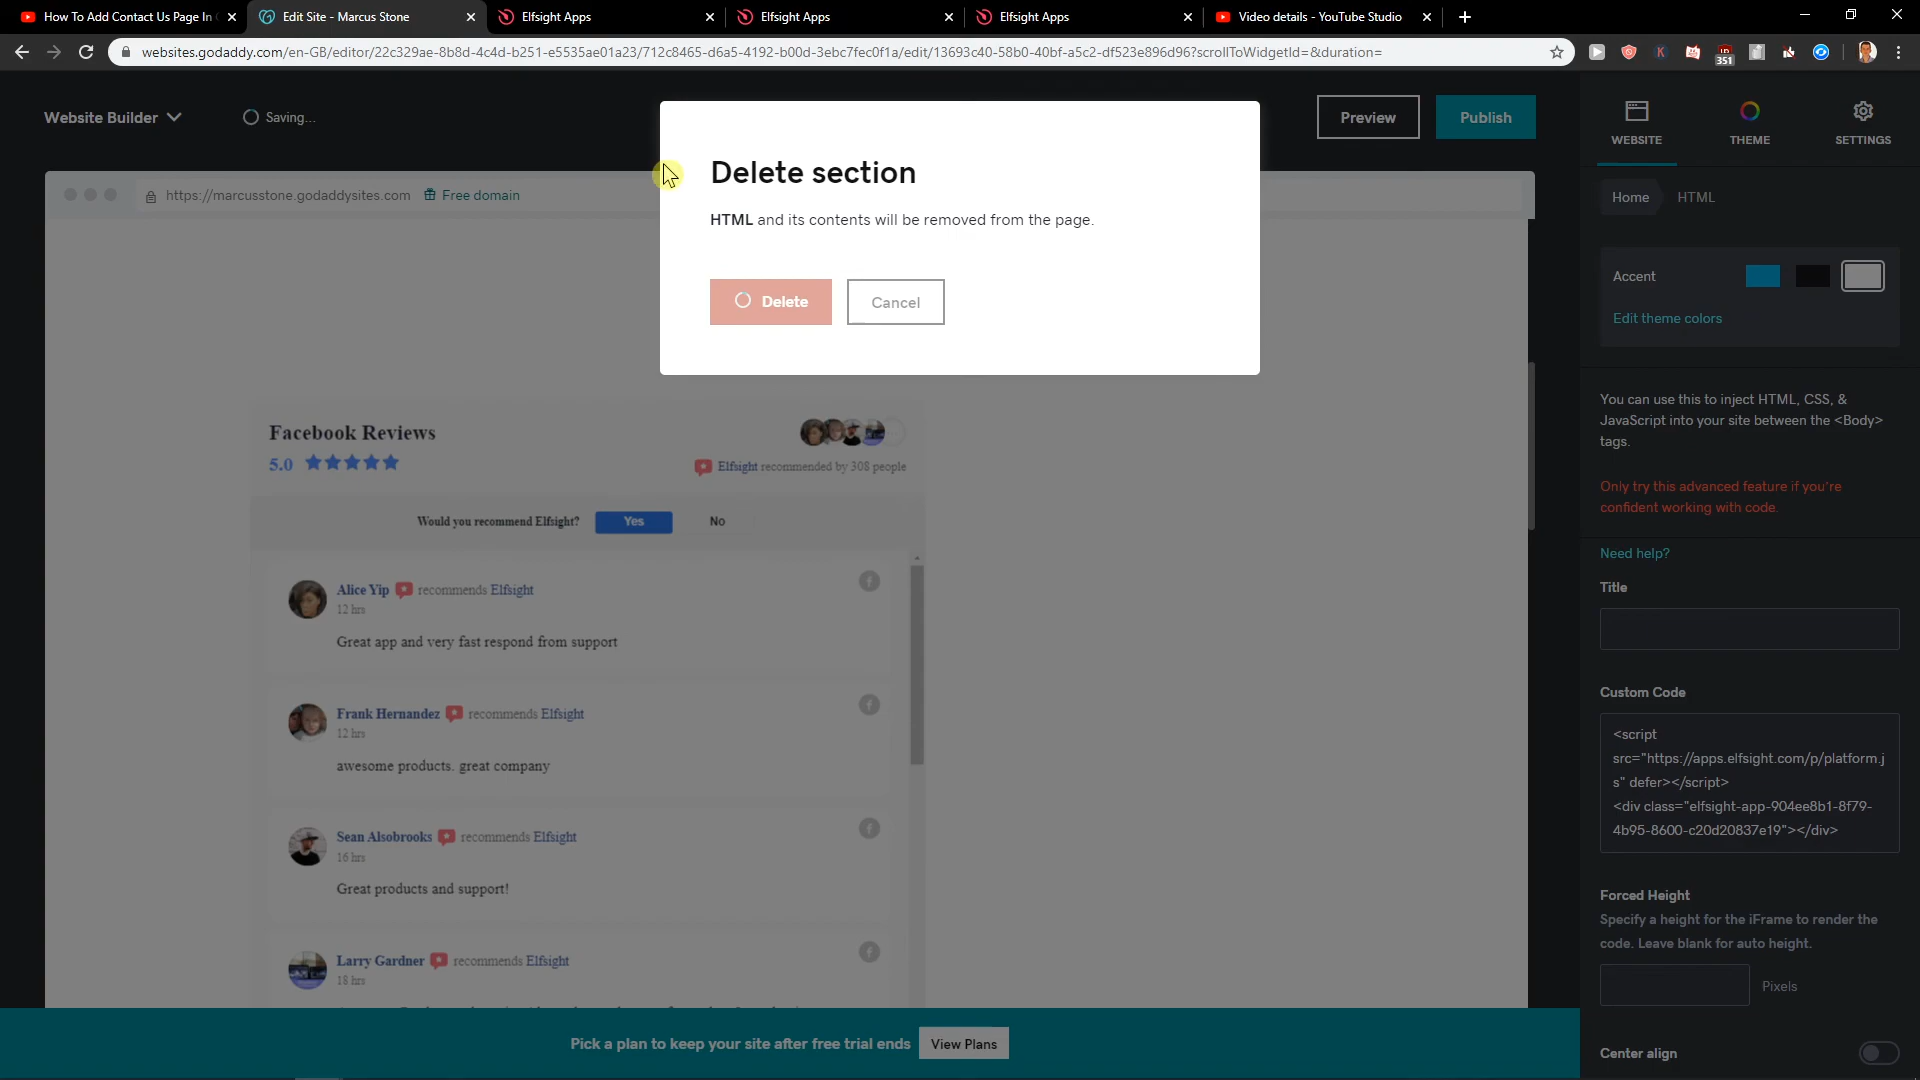 How To Add Contact Us Page In
Edit Site - Marcus Stone
Elfsight Apps
Elfsight Apps
Elfsight Apps
Video details - YouTube Studio
websites.godaddy.com/en-GB/editor/22c329ae-8b8d-4c4d-b251-e5535ae01a23/712c8465-d6a5-4192-b00d-3ebc7fec0f1a/edit/13693c40-58b0-40bf-a5c2-df523e896d96?scrollToWidgetId=&duration=
351
Website Builder
Saving...
Preview
Publish
WEBSITE
THEME
SETTINGS
https://marcusstone.godaddysites.com
Free domain
Delete section
HTML and its contents will be removed from the page.
Delete
Cancel
Home
HTML
Accent
Edit theme colors
You can use this to inject HTML, CSS, &
JavaScript into your site between the <Body>
tags.
Only try this advanced feature if you're
confident working with code.
Need help?
Title
Custom Code
<script
src="https://apps.elfsight.com/p/platform.j
s" defer></script>
<div class="elfsight-app-904ee8b1-8f79-
4b95-8600-c20d20837e19"></div>
Forced Height
Specify a height for the iFrame to render the
code. Leave blank for auto height.
Pixels
Center align
Facebook Reviews
5.0
Elfsight recommended by 308 people
Would you recommend Elfsight?
Yes
No
Alice Yip recommends Elfsight
12 hrs
Great app and very fast respond from support
Frank Hernandez recommends Elfsight
12 hrs
awesome products. great company
Sean Alsobrooks recommends Elfsight
16 hrs
Great products and support!
Larry Gardner recommends Elfsight
18 hrs
Pick a plan to keep your site after free trial ends
View Plans